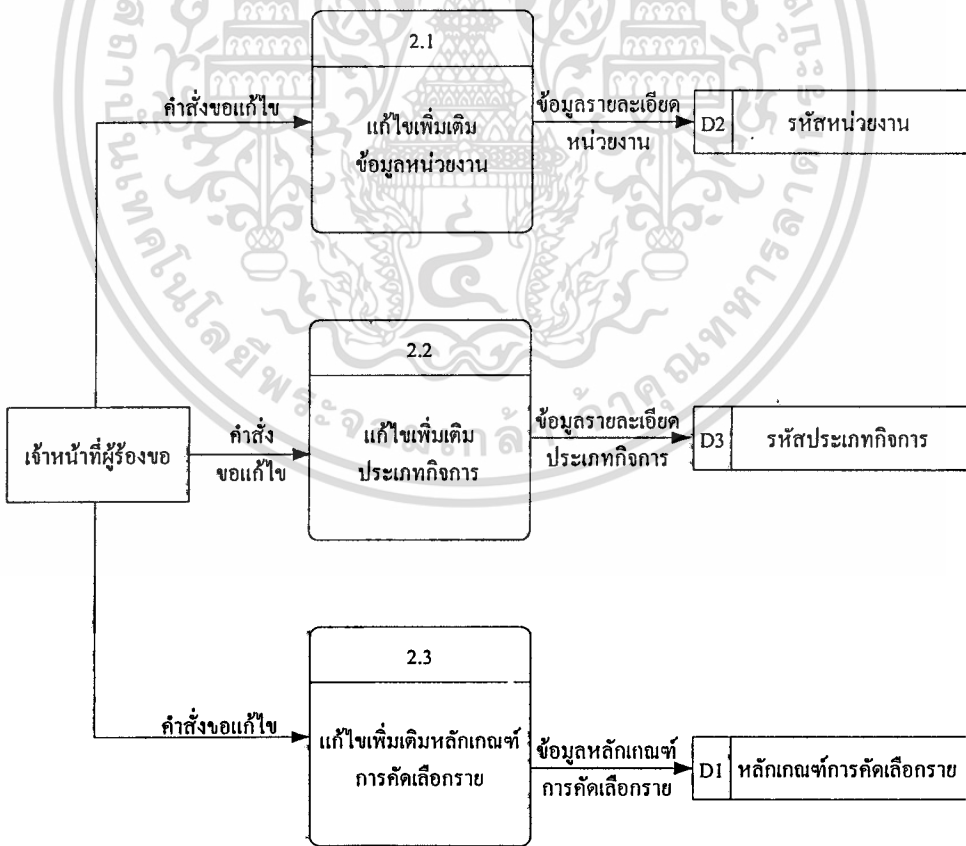 2.1
คำสั่งขอแก้ไข
แก้ไขเพิ่มเติม
ข้อมูลหน่วยงาน
ข้อมูลรายละเอียด
หน่วยงาน
D2
รหัสหน่วยงาน
2.2
เจ้าหน้าที่ผู้ร้องขอ
คำสั่ง
ขอแก้ไข
แก้ไขเพิ่มเติม
ประเภทกิจการ
ข้อมูลรายละเอียด
ประเภทกิจการ
D3
รหัสประเภทกิจการ
2.3
คำสั่งขอแก้ไข
แก้ไขเพิ่มเติมหลักเกณฑ์
การคัดเลือกราย
ข้อมูลหลักเกณฑ์
การคัดเลือกราย
D1
หลักเกณฑ์การคัดเลือกราย